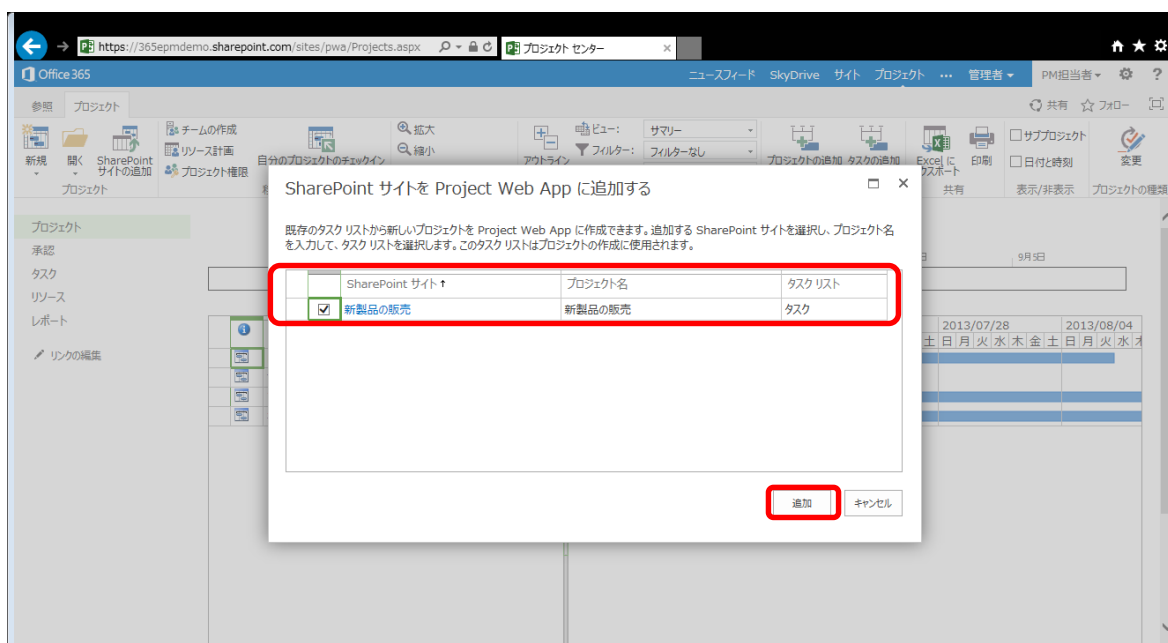 https://365epmdemo.sharepoint.com/sites/pwa/Projects.aspx
プロジェクト センター
Office 365
ニュースフィード SkyDrive サイト プロジェクト ... 管理者 PM担当者 ?
参照 プロジェクト
共有 フォロー
新規
開く
SharePoint
サイトの追加
チームの作成
リソース計画
プロジェクト権限
プロジェクト
自分のプロジェクトのチェックイン
拡大
縮小
アウトライン
ビュー: サマリー
フィルター: フィルターなし
プロジェクトの追加 タスクの追加
Excel に
印刷
共有
サブプロジェクト
日付と時刻
表示/非表示
変更
プロジェクトの種類
プロジェクト
承認
タスク
リソース
レポート
リンクの編集
SharePoint サイトを Project Web App に追加する
既存のタスク リストから新しいプロジェクトを Project Web App に作成できます。追加する SharePoint サイトを選択し、プロジェクト名
を入力して、タスク リストを選択します。このタスク リストはプロジェクトの作成に使用されます。
SharePoint サイト↑ プロジェクト名 タスク リスト
新製品の販売 新製品の販売 タスク
追加 キャンセル
9月5日
2013/07/28 2013/08/04
土 日 月 火 水 木 金 土 日 月 火 水